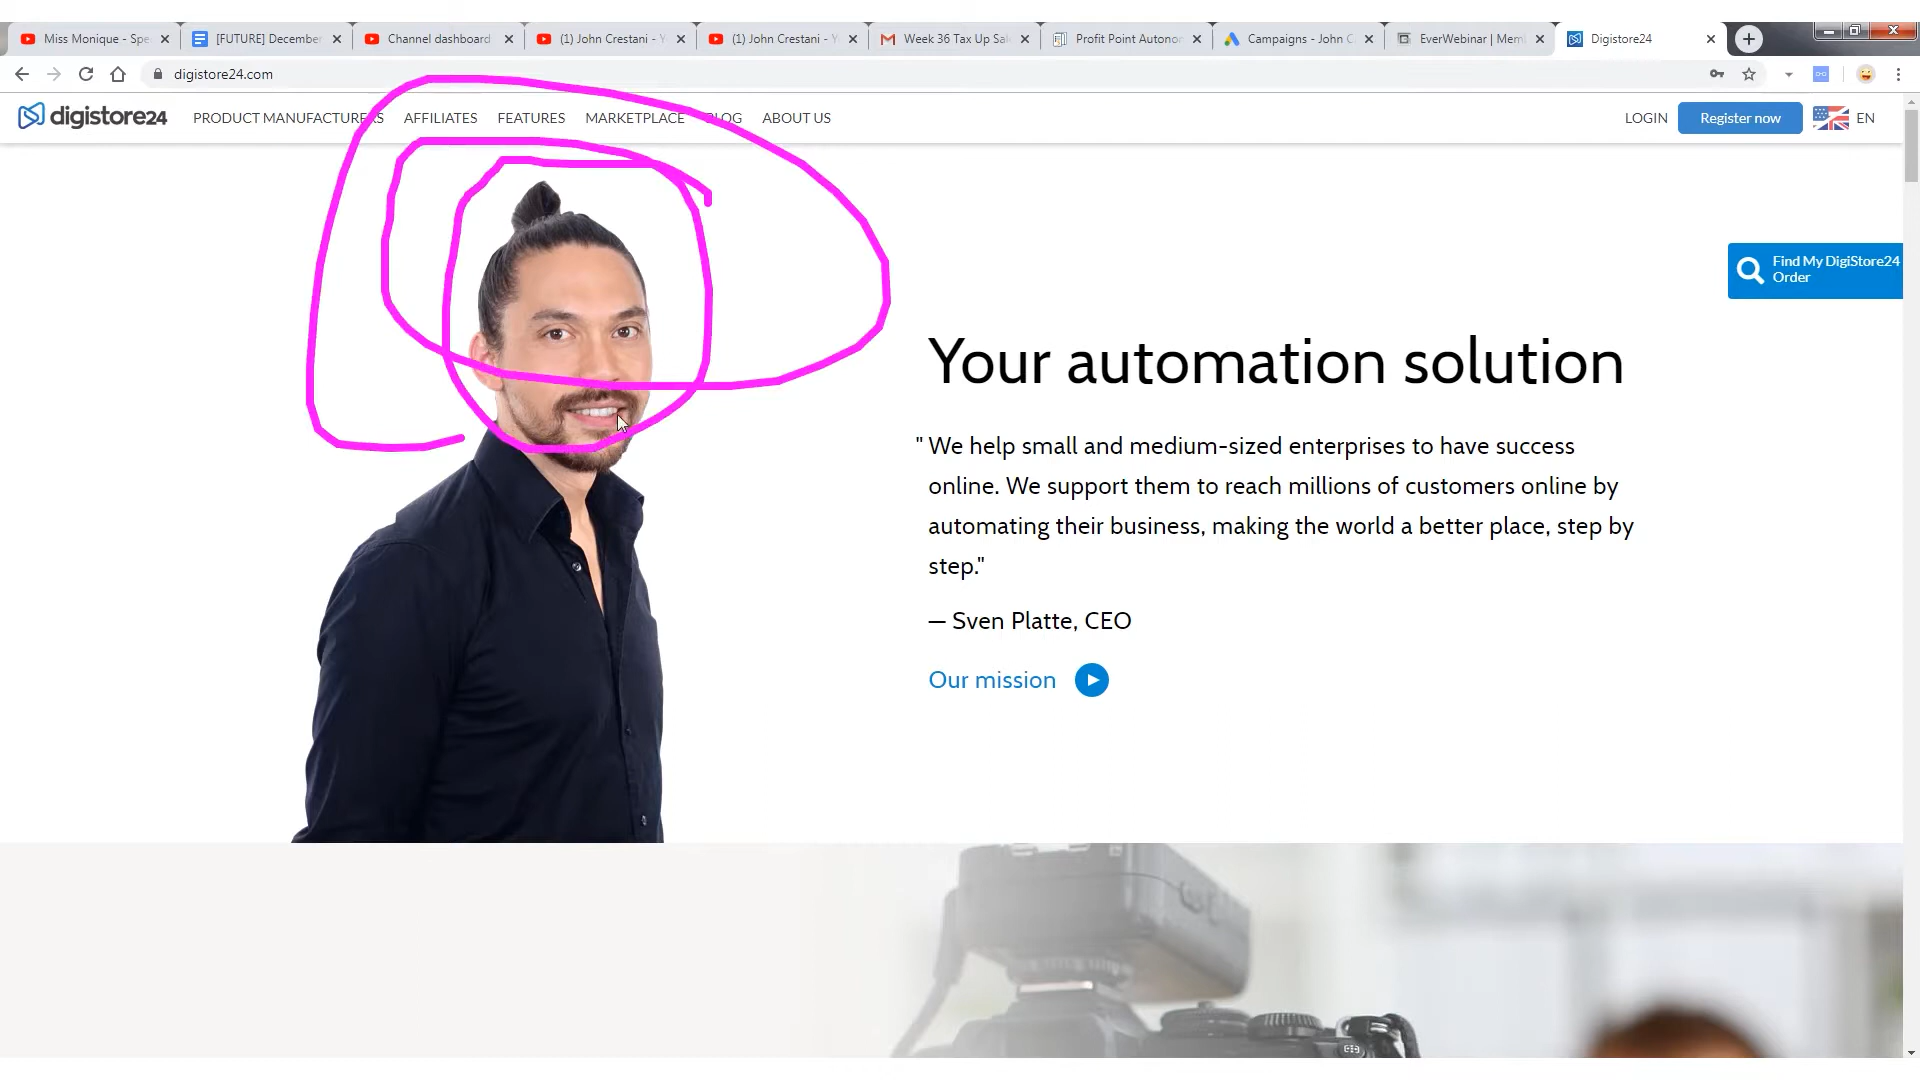 Miss Monique - Spe
[FUTURE] December
Channel dashboard
(1) John Crestani - Y
(1) John Crestani - Y
Week 36 Tax Up Sal
Profit Point Autonom
Campaigns - John C
EverWebinar | Mem
Digistore24
digistore24.com
digistore24
PRODUCT MANUFACTURERS
AFFILIATES
FEATURES
MARKETPLACE
BLOG
ABOUT US
LOGIN
Register now
EN
Find My DigiStore24
Order
Your automation solution
"We help small and medium-sized enterprises to have success
online. We support them to reach millions of customers online by
automating their business, making the world a better place, step by
step."
— Sven Platte, CEO
Our mission